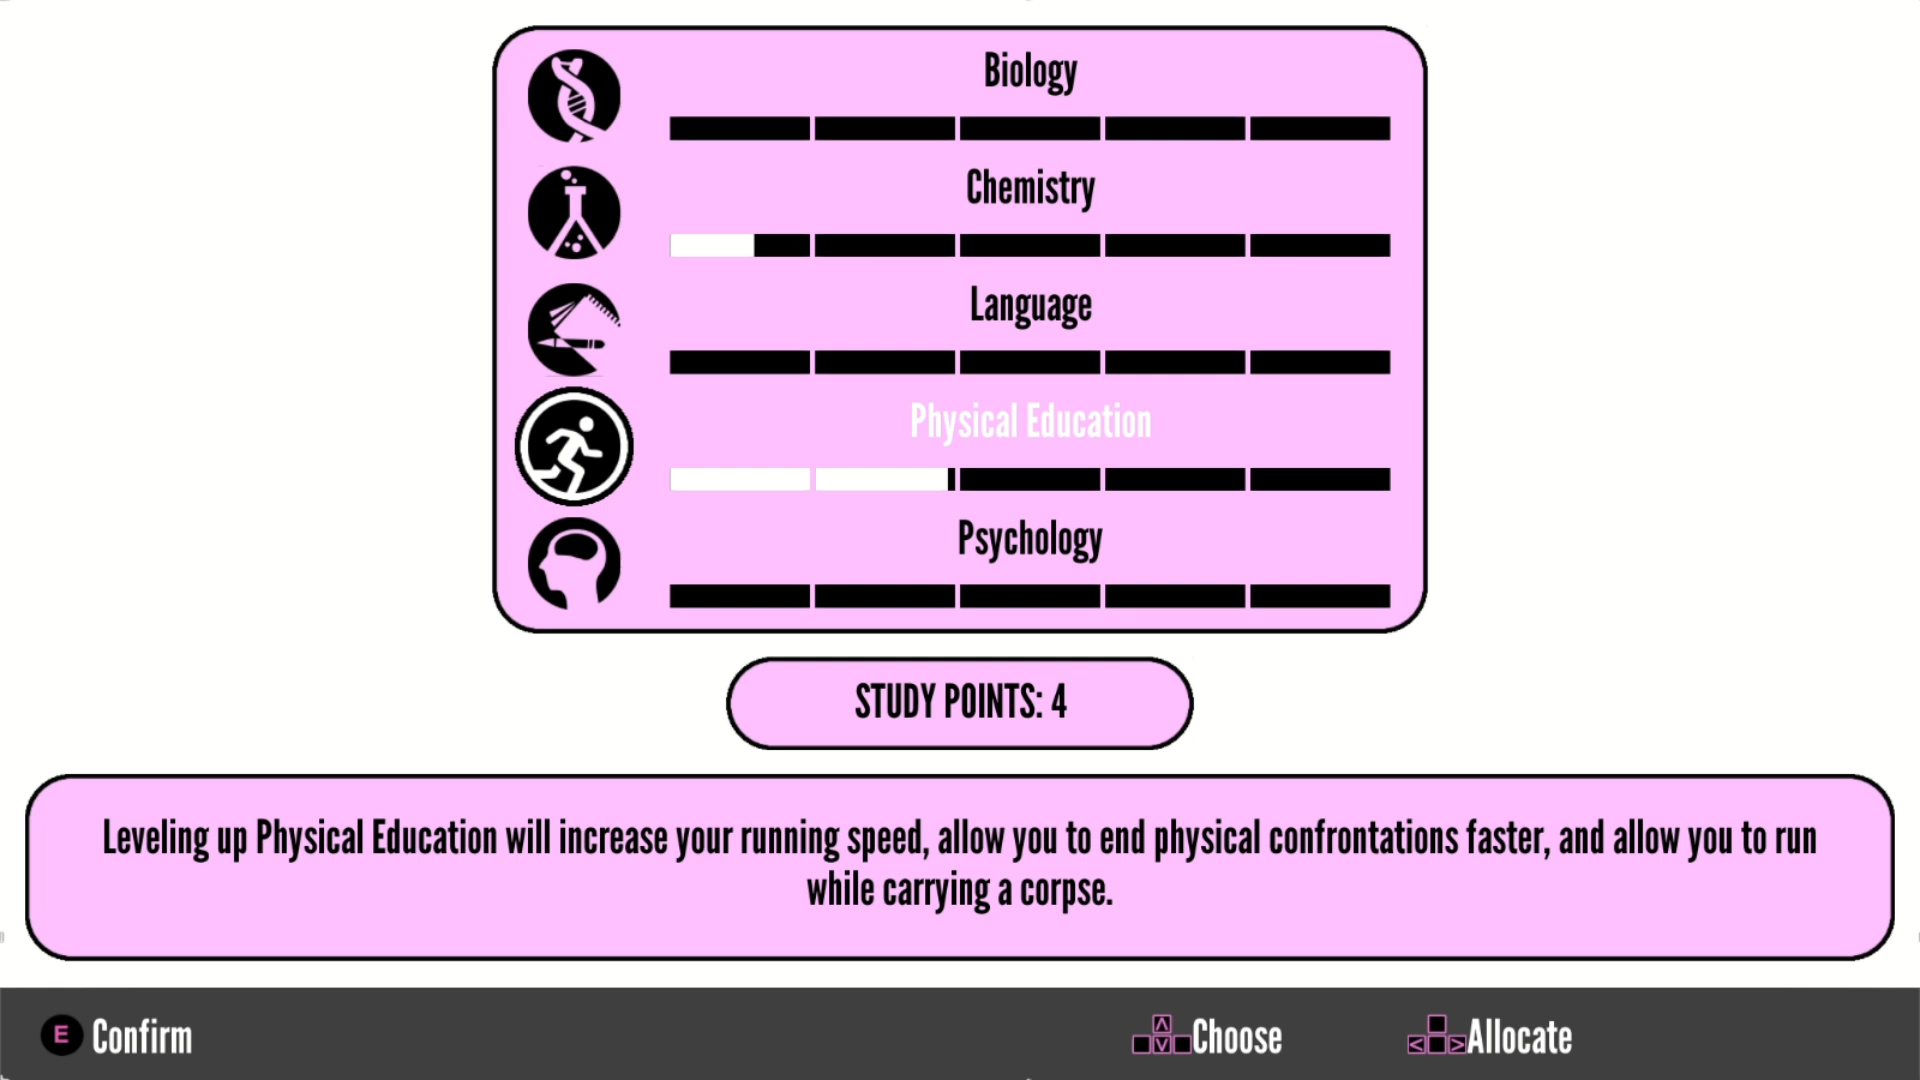 Biology
Chemistry
Language
Physical Education
Psychology
STUDY POINTS: 4
Leveling up Physical Education will increase your running speed, allow you to end physical confrontations faster, and allow you to run
while carrying a corpse.
E Confirm
Choose
Allocate